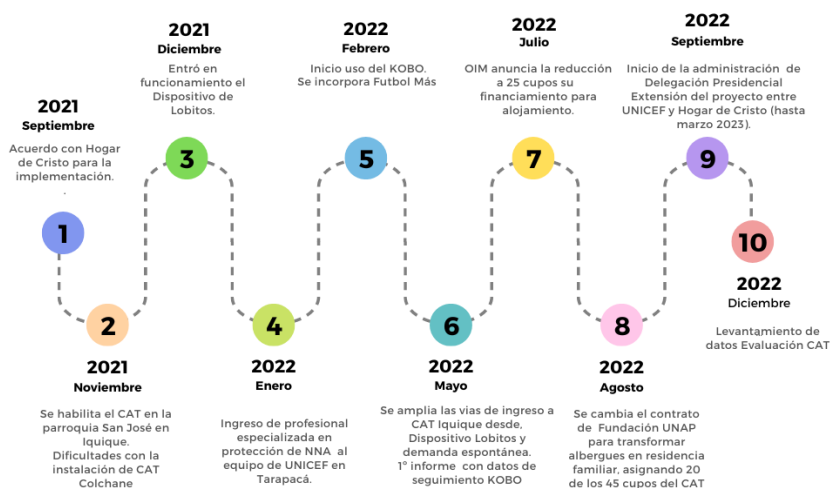 2021
Septiembre
Acuerdo con Hogar
de Cristo para la
implementación.
.
1
2
2021
Noviembre
Se habilita el CAT en la
parroquia San José en
Iquique.
Dificultades con la
instalación de CAT
Colchane
2021
Diciembre
Entró en
funcionamiento el
Dispositivo de
Lobitos.
3
4
2022
Enero
Ingreso de profesional
especializada en
protección de NNA al
equipo de UNICEF en
Tarapacá.
2022
Febrero
Inicio uso del KOBO.
Se incorpora Futbol Más
5
6
2022
Mayo
Se amplia las vias de ingreso a
CAT Iquique desde,
Dispositivo Lobitos y
demanda espontánea.
1º informe con datos de
seguimiento KOBO
2022
Julio
OIM anuncia la reducción
a 25 cupos su
financiamiento para
alojamiento.
7
8
2022
Agosto
Se cambia el contrato
de Fundación UNAP
para transformar
albergues en residencia
familiar, asignando 20
de los 45 cupos del CAT
2022
Septiembre
Inicio de la administración de
Delegación Presidencial
Extensión del proyecto entre
UNICEF y Hogar de Cristo (hasta
marzo 2023).
9
10
2022
Diciembre
Levantamiento de
datos Evaluación CAT